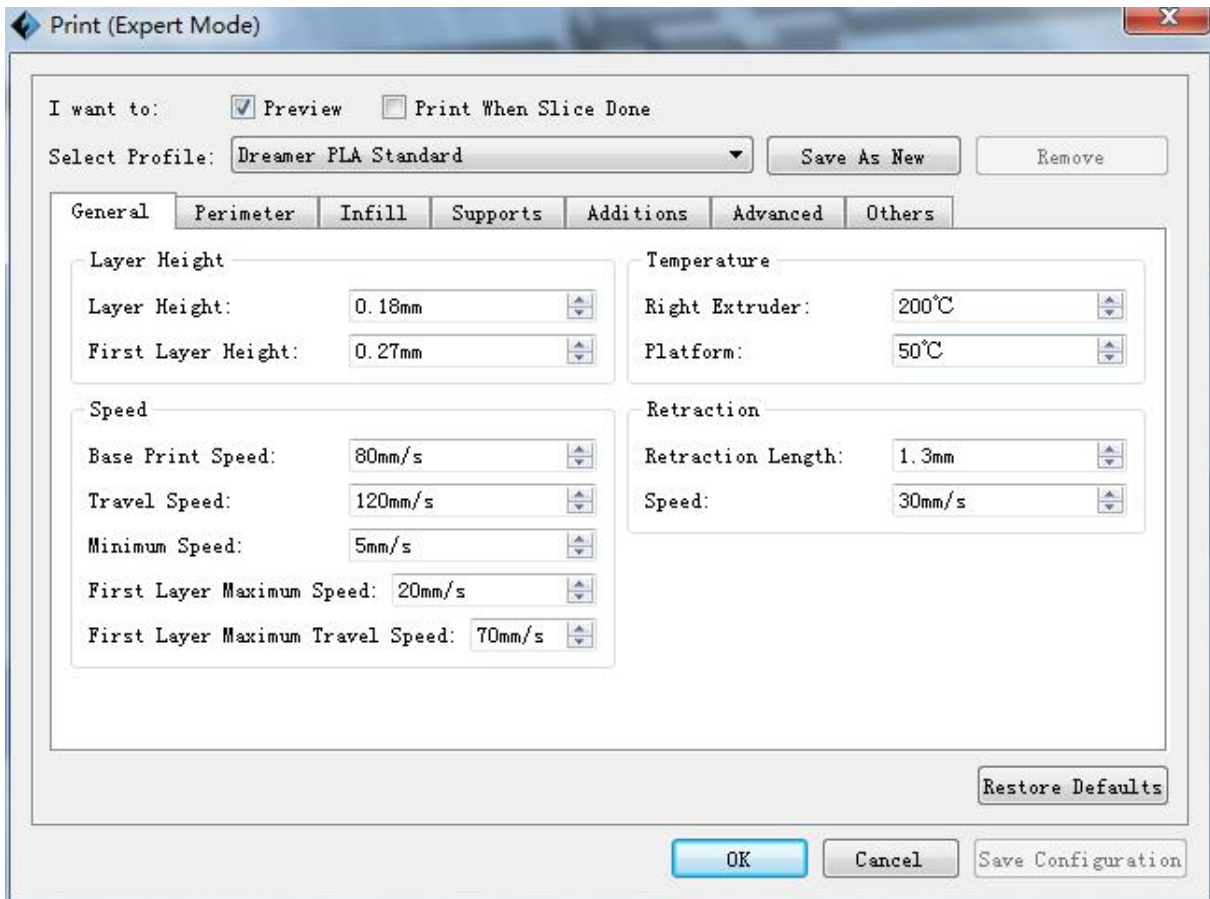 Print (Expert Mode)
I want to: Preview Print When Slice Done
Select Profile: Dreamer PLA Standard Save As New Remove
General Perimeter Infill Supports Additions Advanced Others
Layer Height
Layer Height: 0.18mm
First Layer Height: 0.27mm
Speed
Base Print Speed: 80mm/s
Travel Speed: 120mm/s
Minimum Speed: 5mm/s
First Layer Maximum Speed: 20mm/s
First Layer Maximum Travel Speed: 70mm/s
Temperature
Right Extruder: 200℃
Platform: 50℃
Retraction
Retraction Length: 1.3mm
Speed: 30mm/s
Restore Defaults
OK Cancel Save Configuration